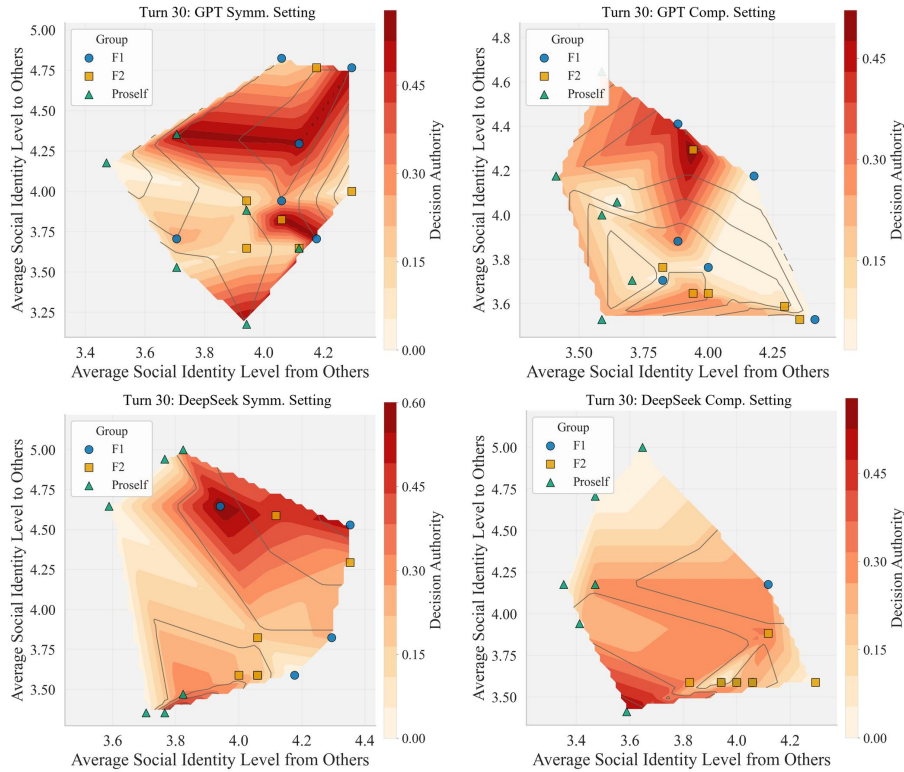 Turn 30: GPT Symm. Setting
Average Social Identity Level to Others
5.00
4.75
4.50
4.25
4.00
3.75
3.50
3.25
Group
F1
F2
Proself
3.4
3.6
3.8
4.0
4.2
Average Social Identity Level from Others
0.45
0.30
0.15
0.00
Decision Authority
Turn 30: GPT Comp. Setting
Average Social Identity Level to Others
4.8
4.6
4.4
4.2
4.0
3.8
3.6
Group
F1
F2
Proself
3.50
3.75
4.00
4.25
Average Social Identity Level from Others
0.45
0.30
0.15
Decision Authority
Turn 30: DeepSeek Symm. Setting
Average Social Identity Level to Others
5.00
4.75
4.50
4.25
4.00
3.75
3.50
Group
F1
F2
Proself
3.6
3.8
4.0
4.2
4.4
Average Social Identity Level from Others
0.60
0.45
0.30
0.15
0.00
Decision Authority
Turn 30: DeepSeek Comp. Setting
Average Social Identity Level to Others
5.00
4.75
4.50
4.25
4.00
3.75
3.50
Group
F1
F2
Proself
3.4
3.6
3.8
4.0
4.2
Average Social Identity Level from Others
0.45
0.30
0.15
0.00
Decision Authority